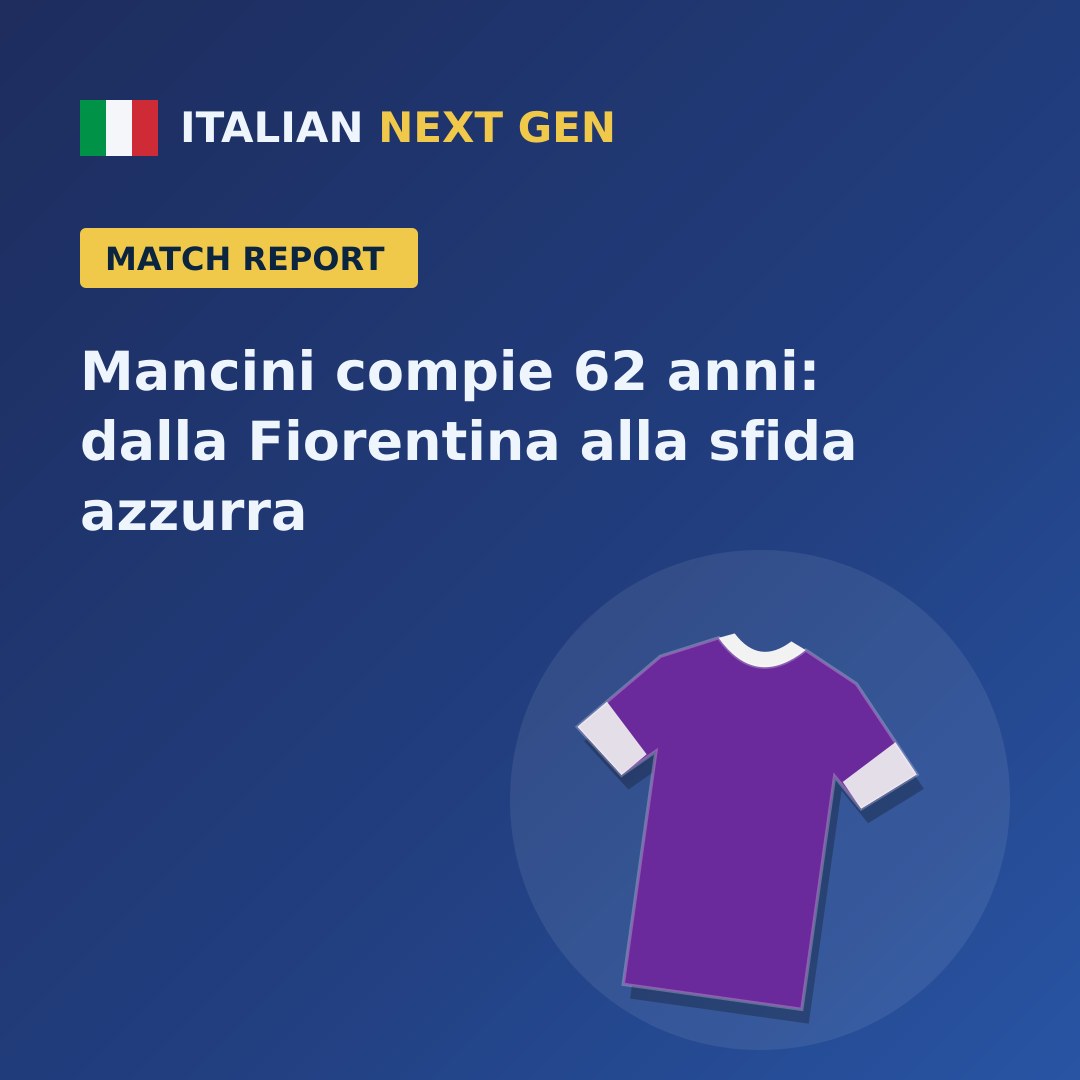 ITALIAN NEXT GEN
MATCH REPORT
Mancini compie 62 anni:
dalla Fiorentina alla sfida
azzurra